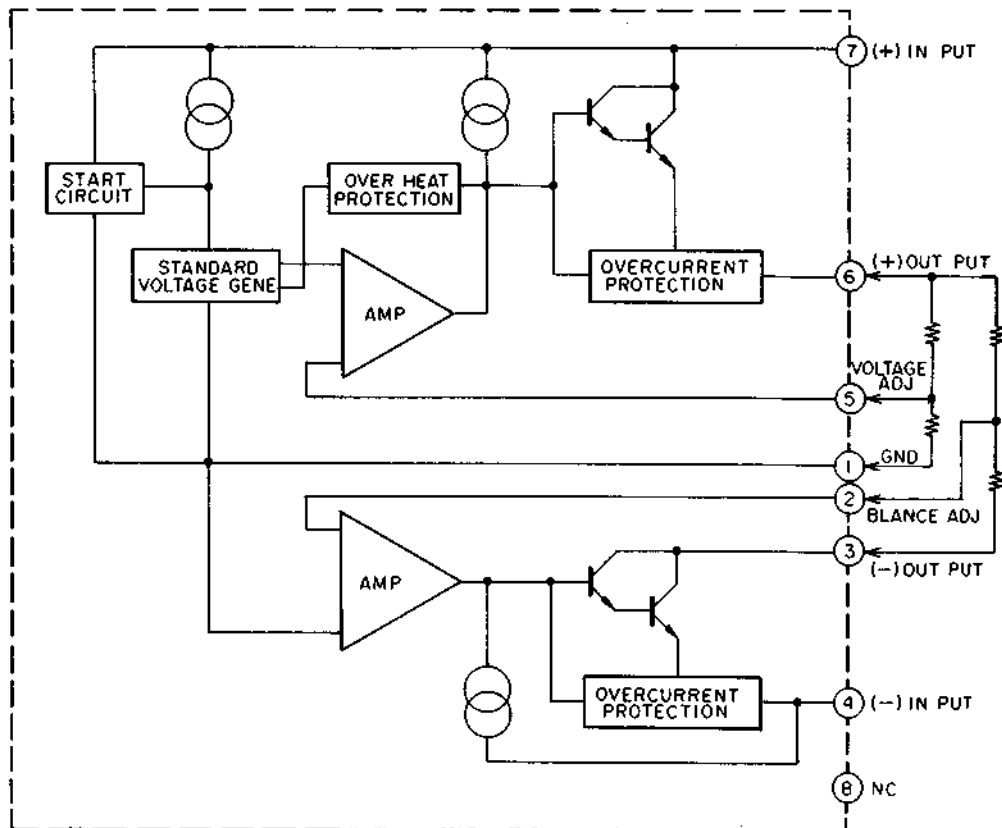 7 (+) IN PUT
START
CIRCUIT
OVER HEAT
PROTECTION
STANDARD
VOLTAGE GENE
AMP
OVERCURRENT
PROTECTION
6 (+) OUT PUT
VOLTAGE
ADJ
5
1 GND
2 BLANCE ADJ
3 (-) OUT PUT
AMP
OVERCURRENT
PROTECTION
4 (-) IN PUT
8 NC